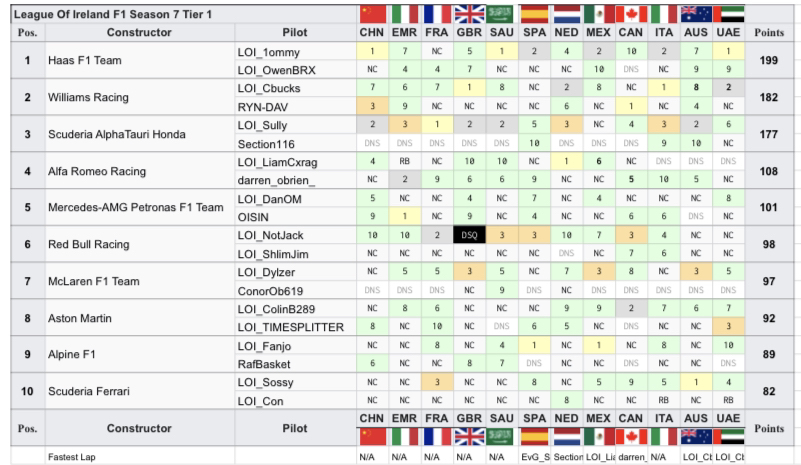 League Of Ireland F1 Season 7 Tier 1
Pos. Constructor Pilot CHN EMR FRA GBR SAU SPA NED MEX CAN ITA AUS UAE Points
1 Haas F1 Team LOI_1ommy 1 7 NC 5 1 2 4 2 10 2 7 1 199
LOI_OwenBRX NC 4 4 7 NC NC NC 10 DNS NC 9 9
2 Williams Racing LOI_Cbucks 7 6 7 1 8 NC 2 8 NC 1 8 2 182
RYN-DAV 3 9 NC NC NC NC 6 NC 1 NC 4 NC
3 Scuderia AlphaTauri Honda LOI_Sully 2 3 1 2 2 5 3 NC 4 3 2 6 177
Section116 DNS DNS DNS DNS DNS 10 DNS DNS DNS 9 10 NC
4 Alfa Romeo Racing LOI_LiamCxrag 4 RB NC 10 10 NC 1 6 NC DNS DNS DNS 108
darren_obrien_ NC 2 9 6 6 9 NC NC 5 10 5 NC
5 Mercedes-AMG Petronas F1 Team LOI_DanOM 5 NC NC 4 NC 7 NC 4 NC NC NC 8 101
OISIN 9 1 NC 9 NC 4 NC NC 6 6 DNS NC
6 Red Bull Racing LOI_NotJack 10 10 2 DSQ 3 3 10 7 3 4 NC NC 98
LOI_ShlimJim NC NC NC NC NC NC DNS NC 7 6 NC NC
7 McLaren F1 Team LOI_Dylzer NC 5 5 3 5 NC 7 3 8 NC 3 5 97
ConorOb619 DNS DNS DNS NC 9 DNS NC DNS DNS DNS DNS DNS
8 Aston Martin LOI_ColinB289 NC 8 6 NC NC NC 9 9 2 7 6 7 92
LOI_TIMESPLITTER 8 NC 10 NC DNS 6 5 NC DNS NC NC 3
9 Alpine F1 LOI_Fanjo NC NC 8 NC 4 1 NC 1 NC 8 NC 10 89
RafBasket 6 NC NC 8 7 DNS NC NC DNS NC NC DNS
10 Scuderia Ferrari LOI_Sossy NC NC 3 NC NC 8 NC 5 9 5 1 4 82
LOI_Con NC NC NC NC NC NC 8 NC NC RB NC RB
Pos. Constructor Pilot CHN EMR FRA GBR SAU SPA NED MEX CAN ITA AUS UAE Points
Fastest Lap N/A N/A N/A N/A N/A EvG_S Section LOI_Lia darren_ N/A LOI_Cb LOI_Cb